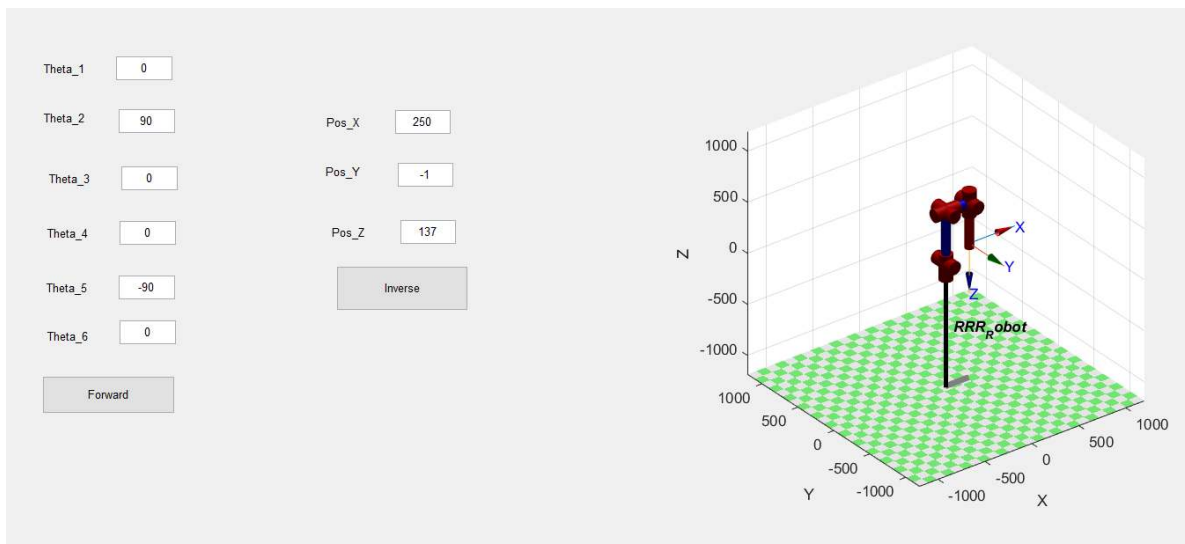 Theta_1 0
Theta_2 90
Theta_3 0
Theta_4 0
Theta_5 -90
Theta_6 0
Forward
Pos_X 250
Pos_Y -1
Pos_Z 137
Inverse
1000
500
0
-500
-1000
Z
X
Y
Z
RRR_Robot
1000
500
0
-500
-1000
Y
-1000
-500
0
500
1000
X